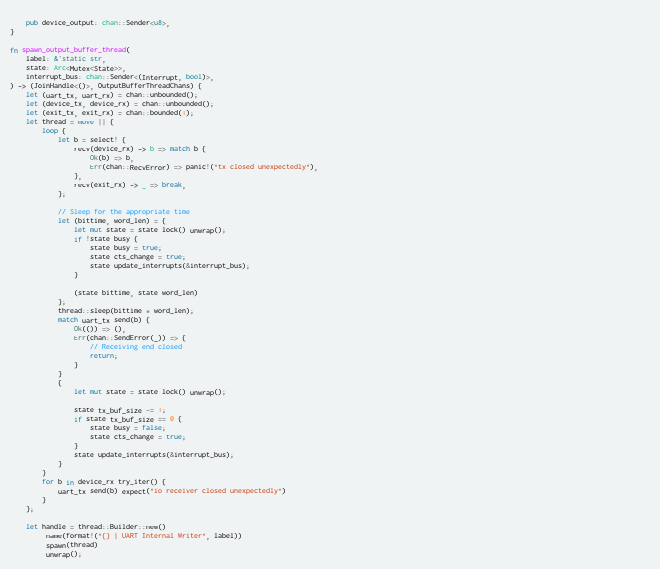 pub device_output: chan::Sender<u8>,
}
fn spawn_output_buffer_thread(
label: &'static str,
state: Arc<Mutex<State>>,
interrupt_bus: chan::Sender<(Interrupt, bool)>,
) -> (JoinHandle<()>, OutputBufferThreadChans) {
let (uart_tx, uart_rx) = chan::unbounded();
let (device_tx, device_rx) = chan::unbounded();
let (exit_tx, exit_rx) = chan::bounded(1);
let thread = move || {
loop {
let b = select! {
recv(device_rx) -> b => match b {
Ok(b) => b,
Err(chan::RecvError) => panic!("tx closed unexpectedly"),
},
recv(exit_rx) -> _ => break,
};
// Sleep for the appropriate time
let (bittime, word_len) = {
let mut state = state lock() unwrap();
if !state busy {
state busy = true;
state cts_change = true;
state update_interrupts(&interrupt_bus);
}
(state bittime, state word_len)
};
thread::sleep(bittime * word_len);
match uart_tx send(b) {
Ok(()) => (),
Err(chan::SendError(_)) => {
// Receiving end closed
return;
}
}
{
let mut state = state lock() unwrap();
state tx_buf_size -= 1;
if state tx_buf_size == 0 {
state busy = false;
state cts_change = true;
}
state update_interrupts(&interrupt_bus);
}
}
for b in device_rx try_iter() {
uart_tx send(b) expect("io receiver closed unexpectedly")
}
};
let handle = thread::Builder::new()
name(format!("{} | UART Internal Writer", label))
spawn(thread)
unwrap();